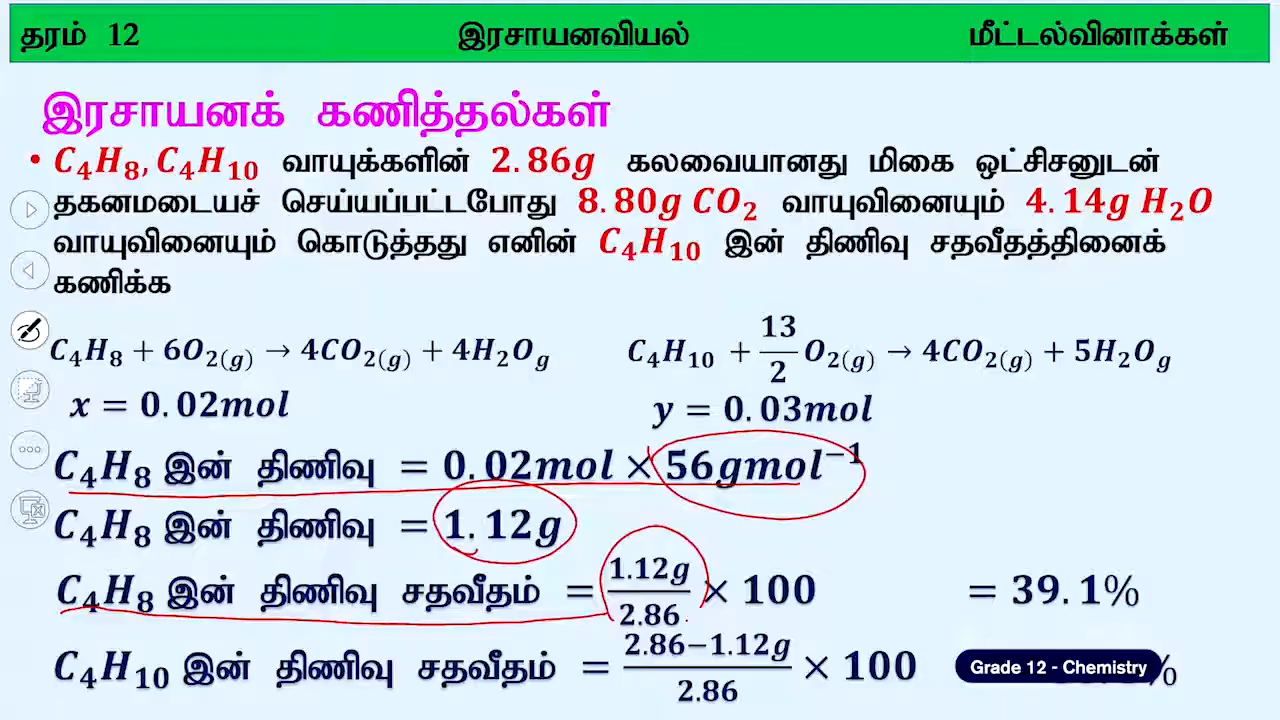 தரம் 12 இரசாயனவியல் மீட்டல்வினாக்கள்
இரசாயனக் கணித்தல்கள்
• C₄H₈, C₄H₁₀ வாயுக்களின் 2.86g கலவையானது மிகை ஒட்சிசனுடன்
தகனமடையச் செய்யப்பட்டபோது 8.80g CO₂ வாயுவினையும் 4.14g H₂O
வாயுவினையும் கொடுத்தது எனின் C₄H₁₀ இன் திணிவு சதவீதத்தினைக்
கணிக்க
C₄H₈ + 6O₂(g) → 4CO₂(g) + 4H₂Og C₄H₁₀ + 13/2 O₂(g) → 4CO₂(g) + 5H₂Og
x = 0.02mol y = 0.03mol
C₄H₈ இன் திணிவு = 0.02mol × 56gmol⁻¹
C₄H₈ இன் திணிவு = 1.12g
C₄H₈ இன் திணிவு சதவீதம் = 1.12g/2.86 × 100 = 39.1%
C₄H₁₀ இன் திணிவு சதவீதம் = 2.86−1.12g/2.86 × 100 %
Grade 12 - Chemistry